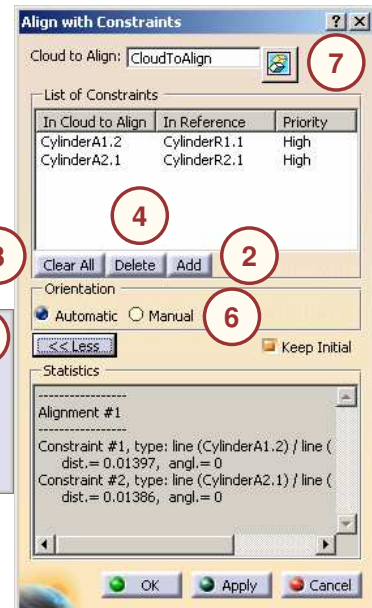 Align with Constraints
Cloud to Align: CloudToAlign
7
List of Constraints
In Cloud to Align In Reference Priority
CylinderA1.2 CylinderR1.1 High
CylinderA2.1 CylinderR2.1 High
4
Clear All Delete Add 2
Orientation
Automatic Manual 6
<< Less Keep Initial
Statistics
--------------
Alignment #1
--------------
Constraint #1, type: line (CylinderA1.2) / line (
dist.= 0.01397, angl.= 0
Constraint #2, type: line (CylinderA2.1) / line (
dist.= 0.01386, angl.= 0
OK Apply Cancel